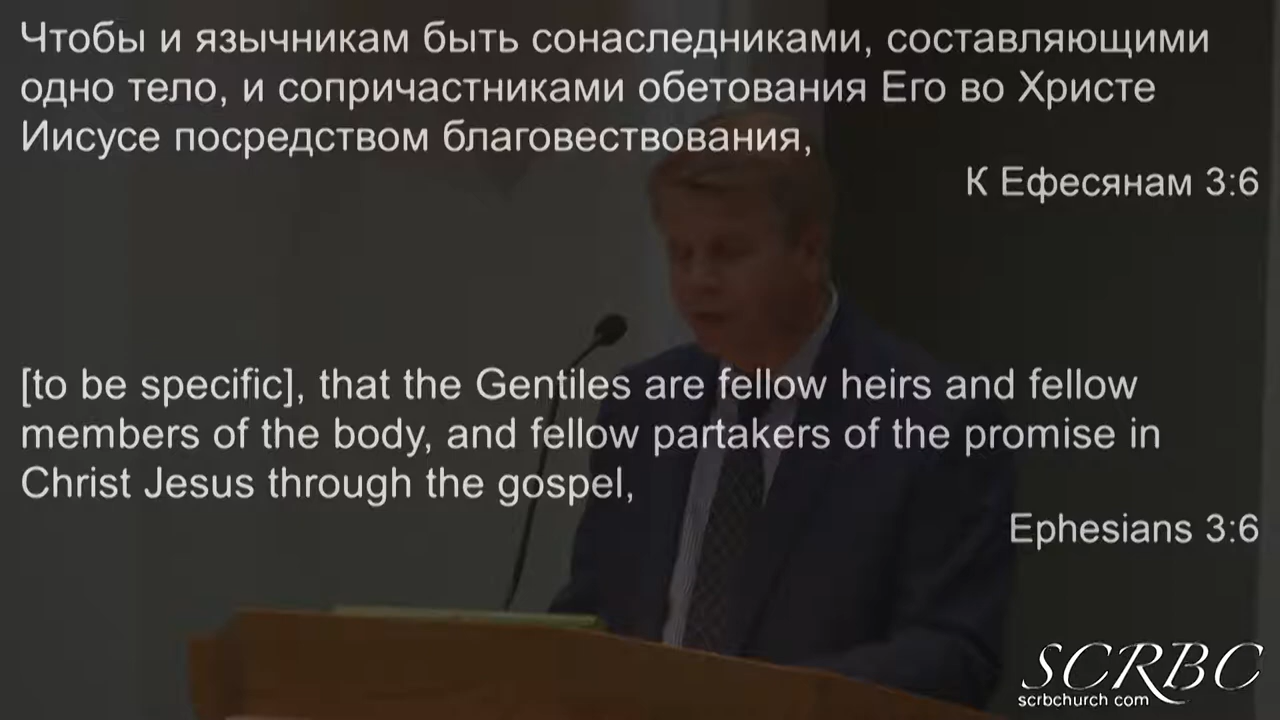 Чтобы и язычникам быть сонаследниками, составляющими
одно тело, и сопричастниками обетования Его во Христе
Иисусе посредством благовествования,
К Ефесянам 3:6
[to be specific], that the Gentiles are fellow heirs and fellow
members of the body, and fellow partakers of the promise in
Christ Jesus through the gospel,
Ephesians 3:6
SCRBC
scrbchurch com